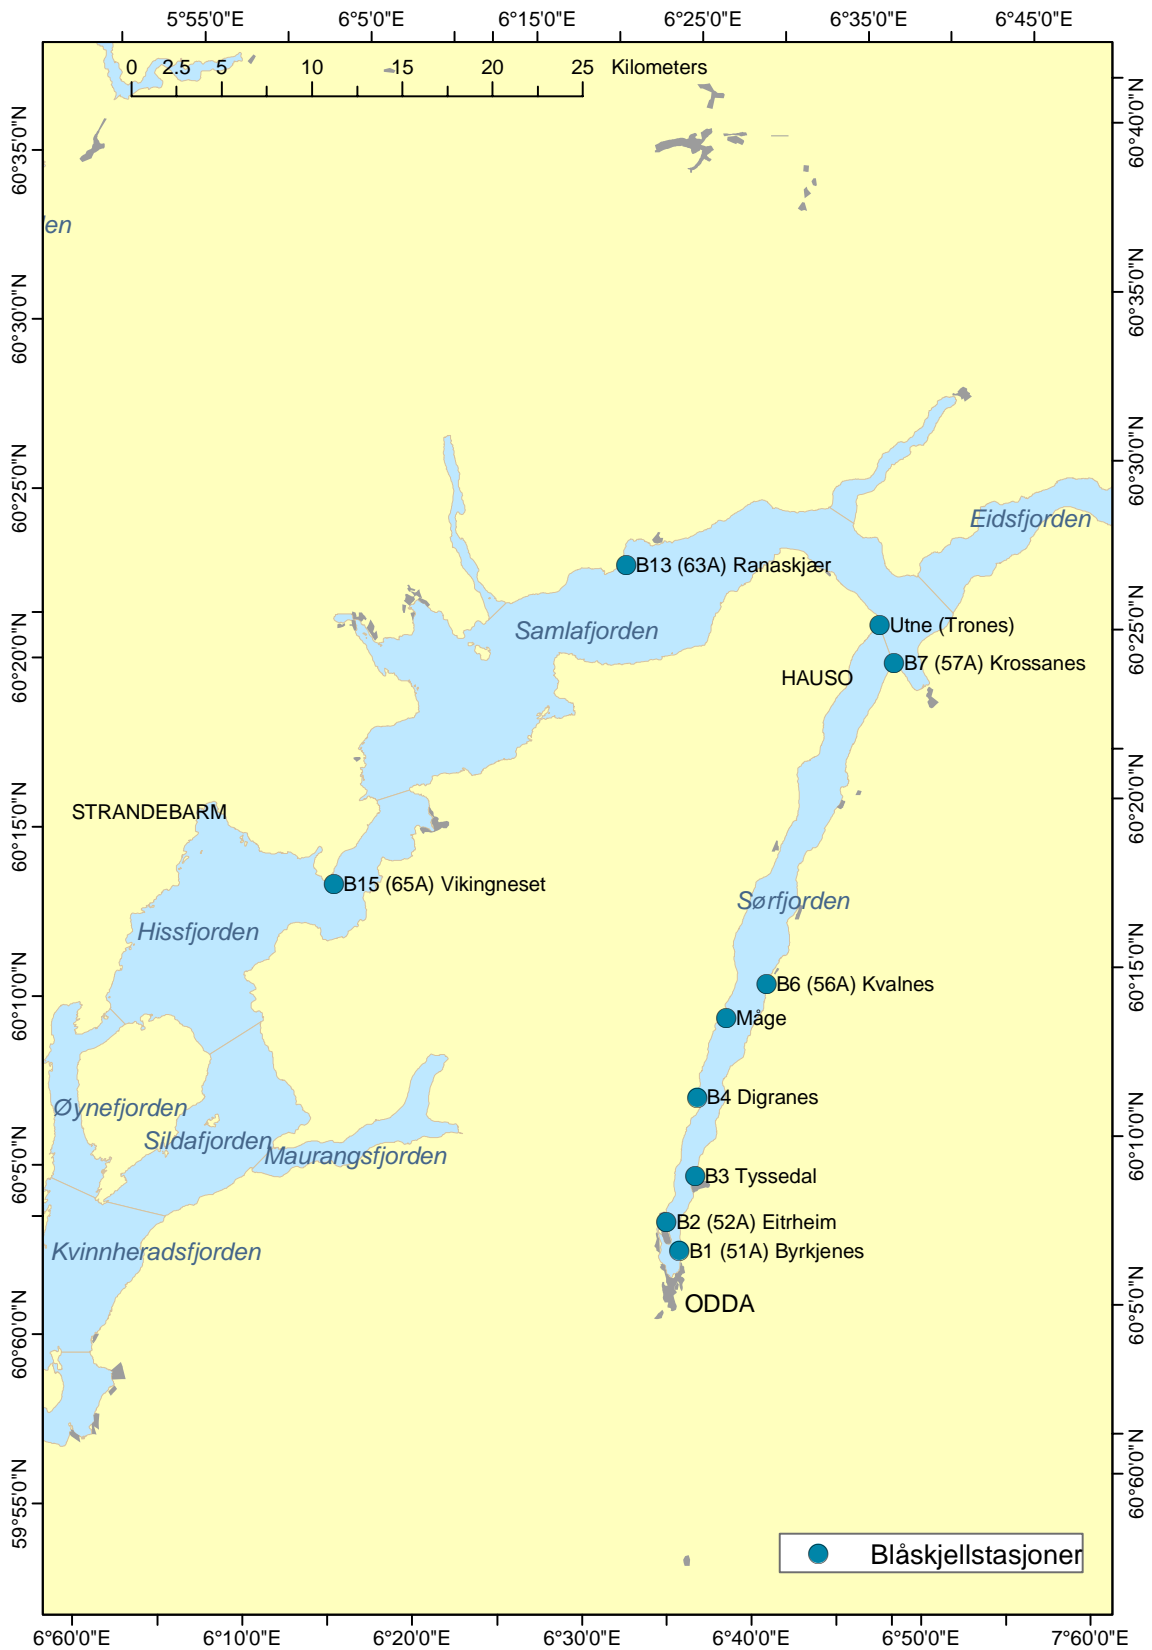 5°55'0"E 6°5'0"E 6°15'0"E 6°25'0"E 6°35'0"E 6°45'0"E
0 2.5 5 10 15 20 25 Kilometers
60°40'0"N
60°35'0"N
den
60°35'0"N
60°30'0"N
60°30'0"N
60°25'0"N
Eidsfjorden
B13 (63A) Ranaskjær
Utne (Trones)
60°25'0"N
Samlafjorden
60°20'0"N
B7 (57A) Krossanes
HAUSO
60°20'0"N
STRANDEBARM
60°15'0"N
B15 (65A) Vikingneset
Sørfjorden
Hissfjorden
60°15'0"N
B6 (56A) Kvalnes
60°10'0"N
Måge
B4 Digranes
Øynefjorden
60°10'0"N
Sildafjorden
Maurangsfjorden
60°5'0"N
B3 Tyssedal
B2 (52A) Eitrheim
B1 (51A) Byrkjenes
Kvinnheradsfjorden
ODDA
60°5'0"N
60°60'0"N
60°60'0"N
59°55'0"N
Blåskjellstasjoner
6°60'0"E 6°10'0"E 6°20'0"E 6°30'0"E 6°40'0"E 6°50'0"E 7°60'0"E